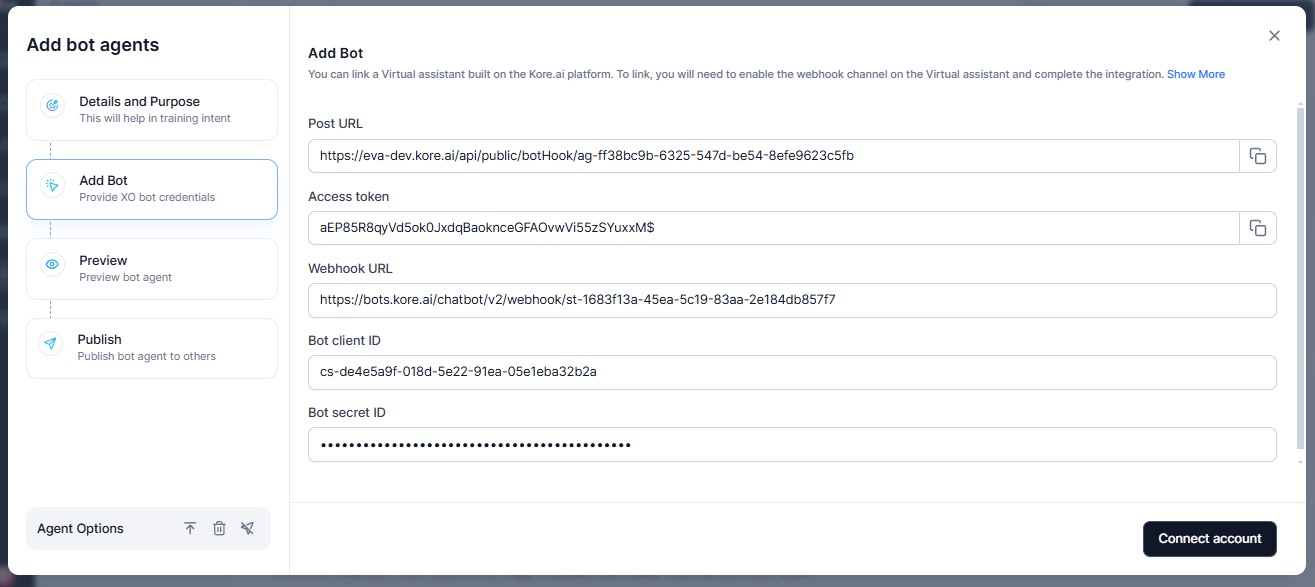 Add bot agents
Details and Purpose
This will help in training intent
Add Bot
Provide XO bot credentials
Preview
Preview bot agent
Publish
Publish bot agent to others
Agent Options
Add Bot
You can link a Virtual assistant built on the Kore.ai platform. To link, you will need to enable the webhook channel on the Virtual assistant and complete the integration. Show More
Post URL
https://eva-dev.kore.ai/api/public/botHook/ag-ff38bc9b-6325-547d-be54-8efe9623c5fb
Access token
aEP85R8qyVd5ok0JxdqBaoknceGFAOvwVi55zSYuxxM$
Webhook URL
https://bots.kore.ai/chatbot/v2/webhook/st-1683f13a-45ea-5c19-83aa-2e184db857f7
Bot client ID
cs-de4e5a9f-018d-5e22-91ea-05e1eba32b2a
Bot secret ID
••••••••••••••••••••••••••••••••••••••••••••
Connect account